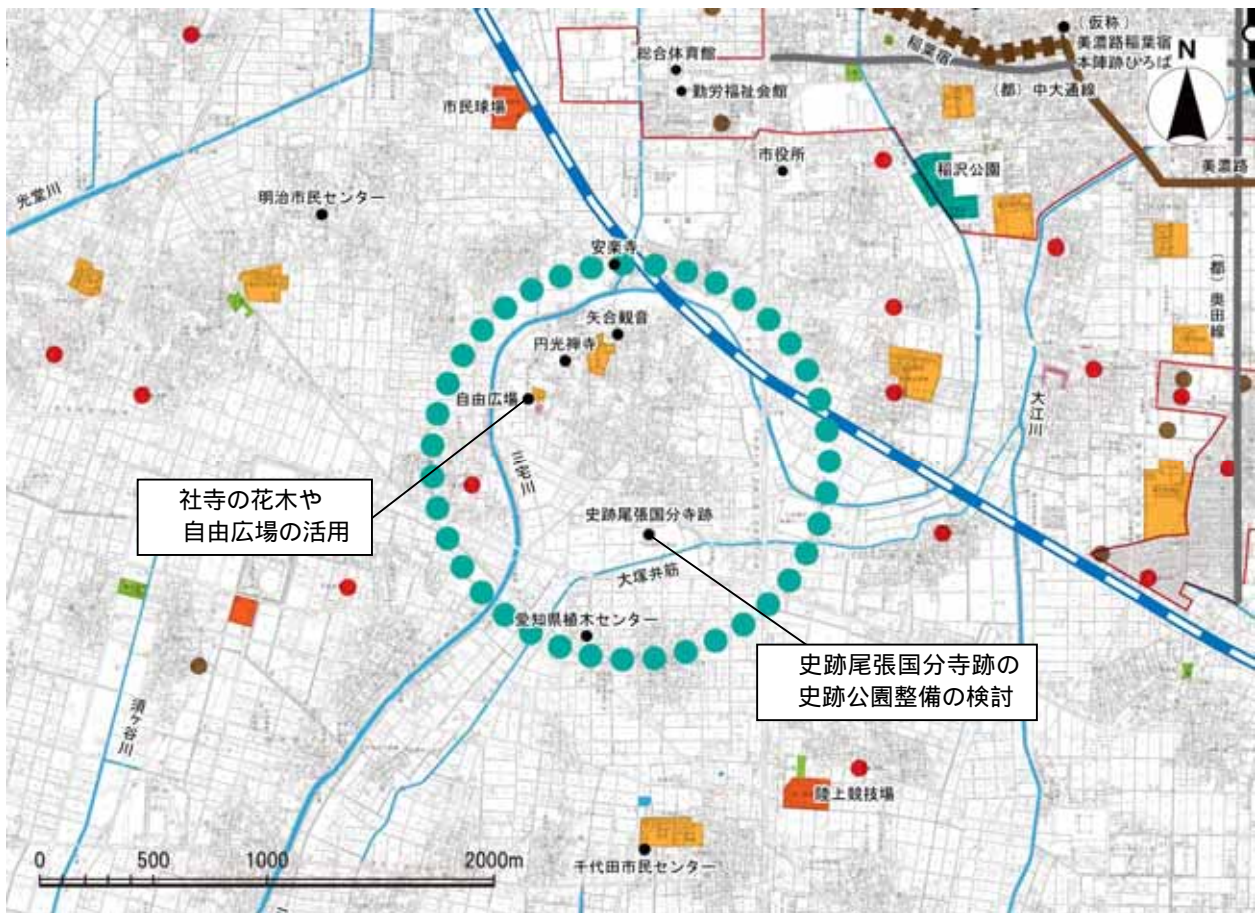 (仮称)
美濃路稲葉宿
本陣跡ひろば
稲葉宿
N
総合体育館
勤労福祉会館
(都)中大通線
市民球場
市役所
稲沢公園
美濃路
光堂川
明治市民センター
安楽寺
(都)奥田線
矢合観音
円光禅寺
自由広場
大江川
三宅川
社寺の花木や
自由広場の活用
史跡尾張国分寺跡
大塚井筋
愛知県植木センター
史跡尾張国分寺跡の
史跡公園整備の検討
須ケ谷川
陸上競技場
千代田市民センター
0 500 1000 2000m